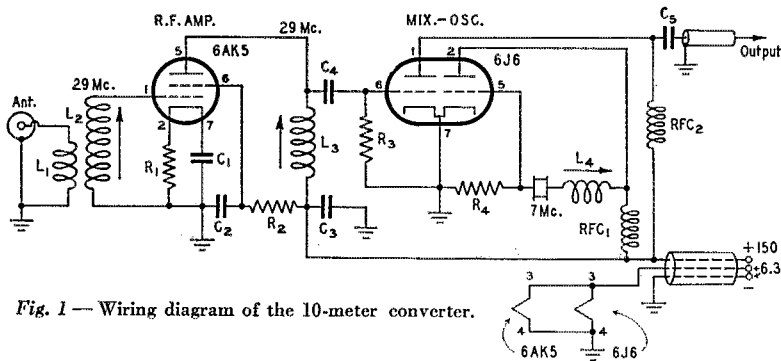 R.F. AMP.
6AK5
29 Mc.
MIX.-OSC.
6J6
C5
Output
5
6
1
2
7
29 Mc.
L2
Ant.
L1
R1
C1
C2
R2
C3
L3
C4
R3
1
2
6
5
7
R4
7 Mc.
L4
RFC1
RFC2
+150
6.3
−
3
3
4
4
6AK5
6J6
Fig. 1 — Wiring diagram of the 10-meter converter.